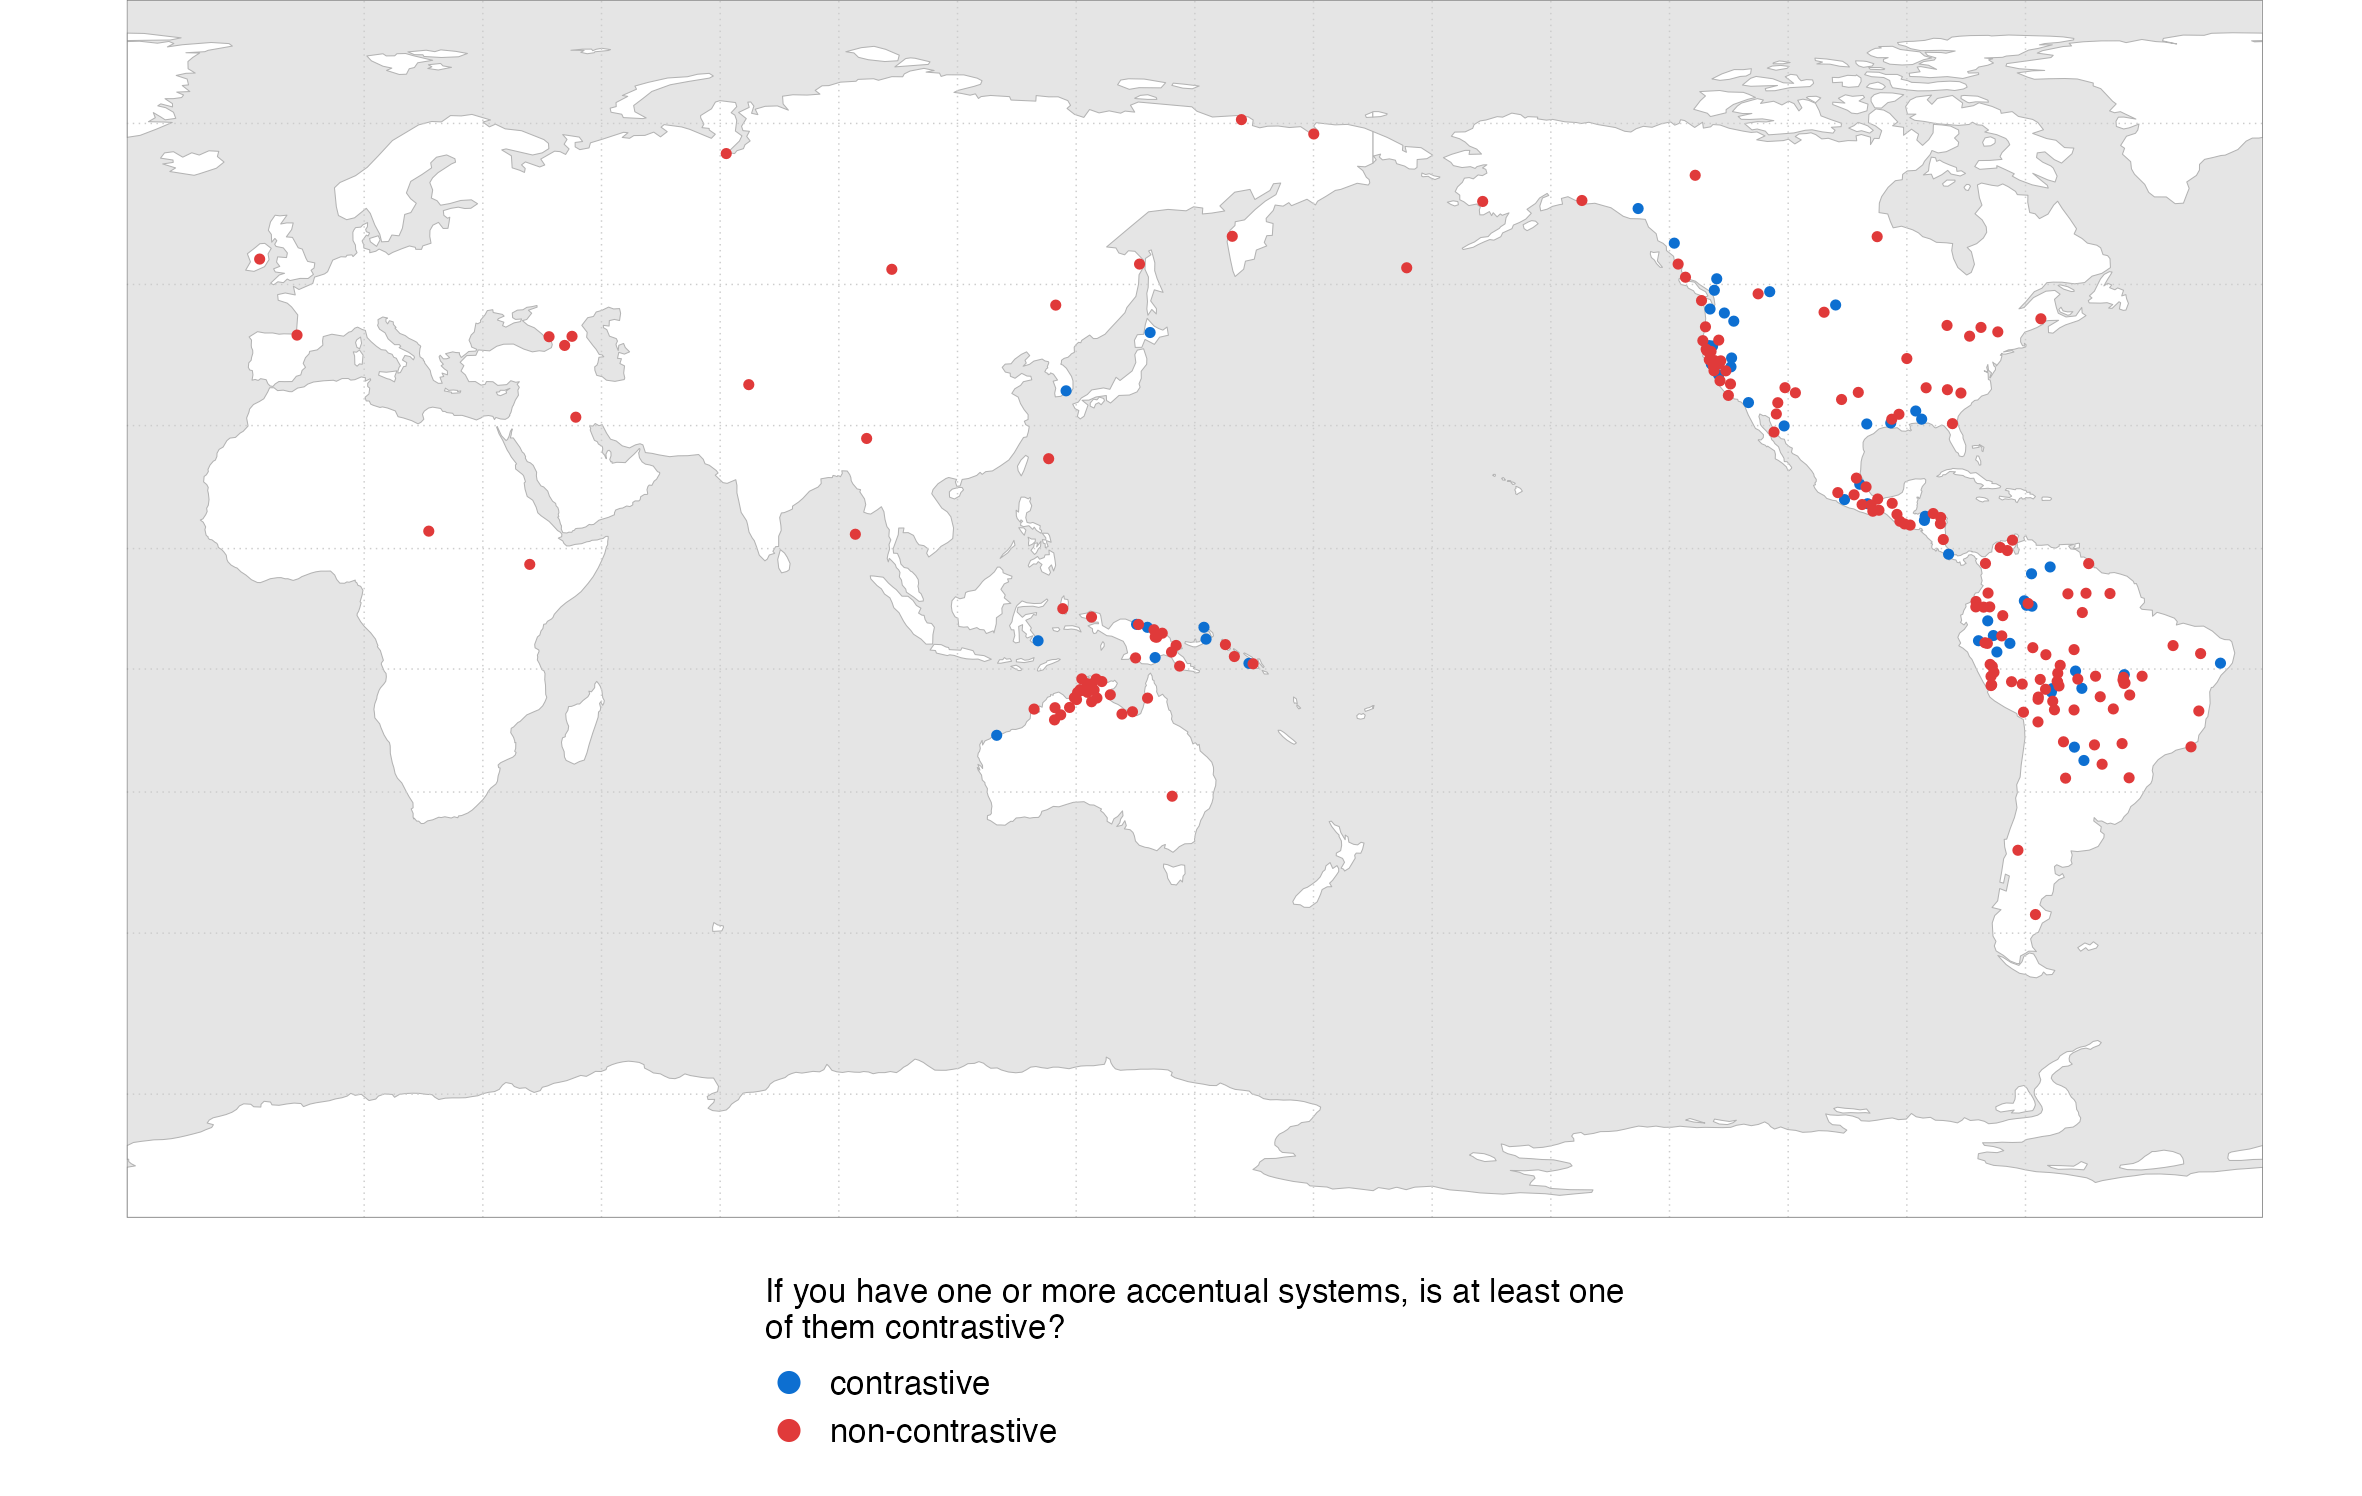 If you have one or more accentual systems, is at least one
of them contrastive?
contrastive
non-contrastive